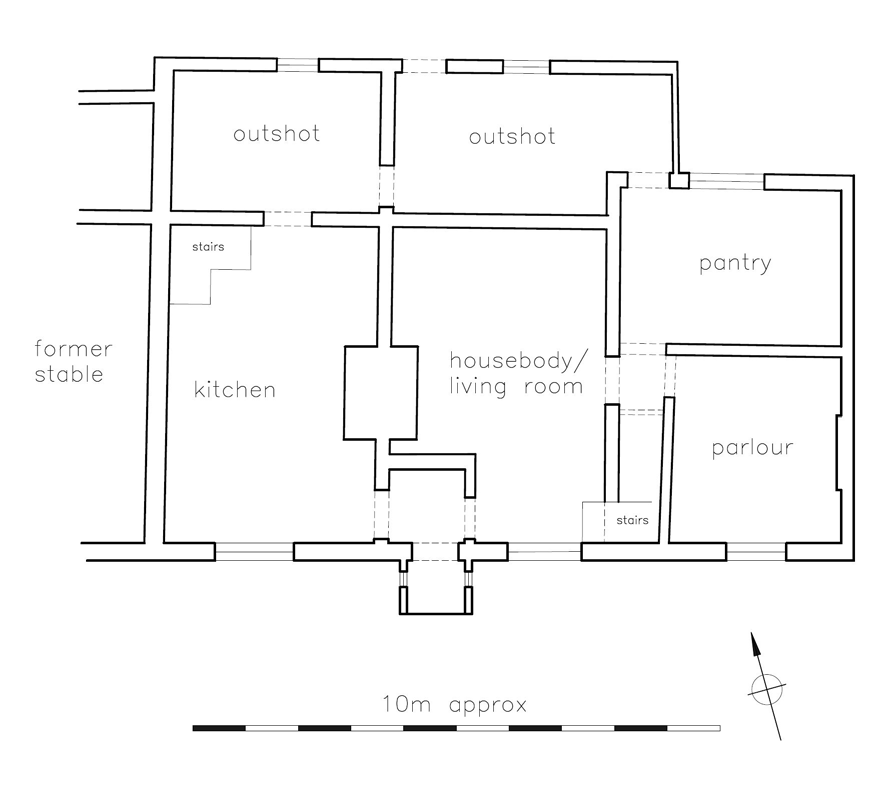 outshot
outshot
stairs
pantry
former
stable
housebody/
living room
kitchen
parlour
stairs
10m approx